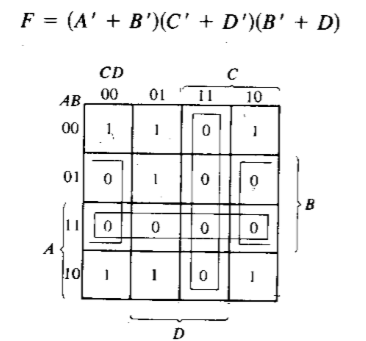 F = (A' + B')(C' + D')(B' + D)
CD C
AB 00 01 11 10
00 1 1 0 1
01 0 1 0 0
B
11 0 0 0 0
A
10 1 1 0 1
D